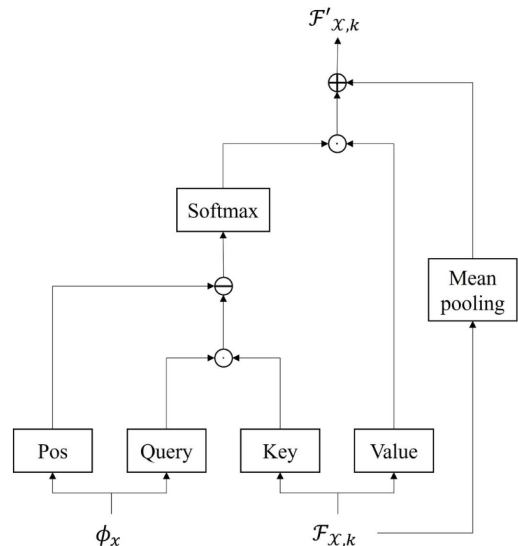 ℱ′𝒳,k
Softmax
Mean
pooling
Pos Query Key Value
ϕx ℱ𝒳,k